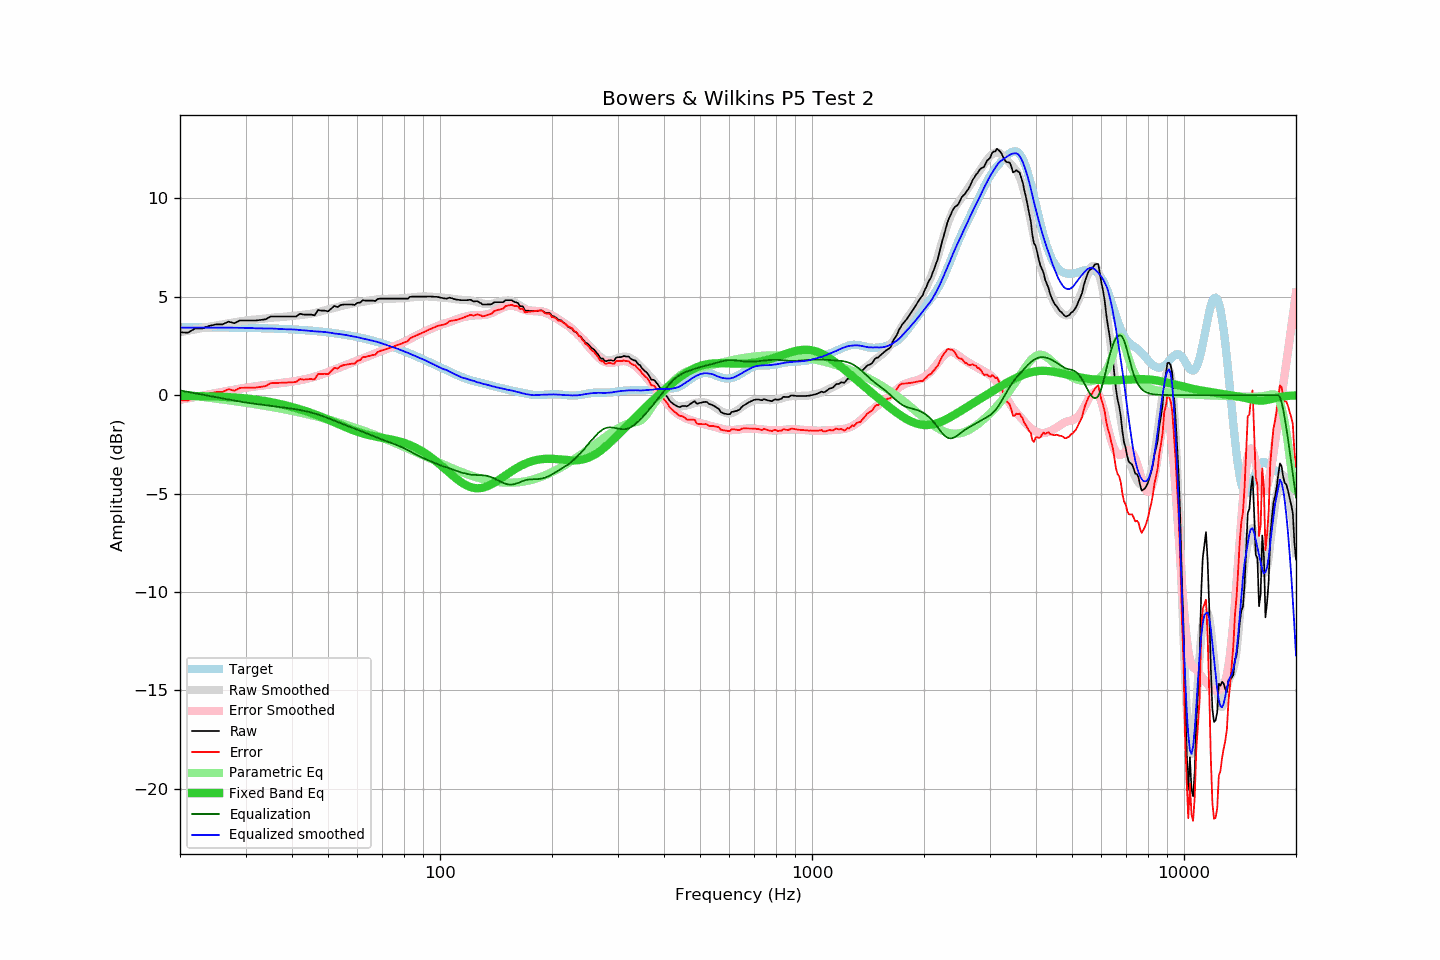 Bowers & Wilkins P5 Test 2
Amplitude (dBr)
10
5
0
−5
−10
−15
−20
Target
Raw Smoothed
Error Smoothed
Raw
Error
Parametric Eq
Fixed Band Eq
Equalization
Equalized smoothed
100
1000
10000
Frequency (Hz)